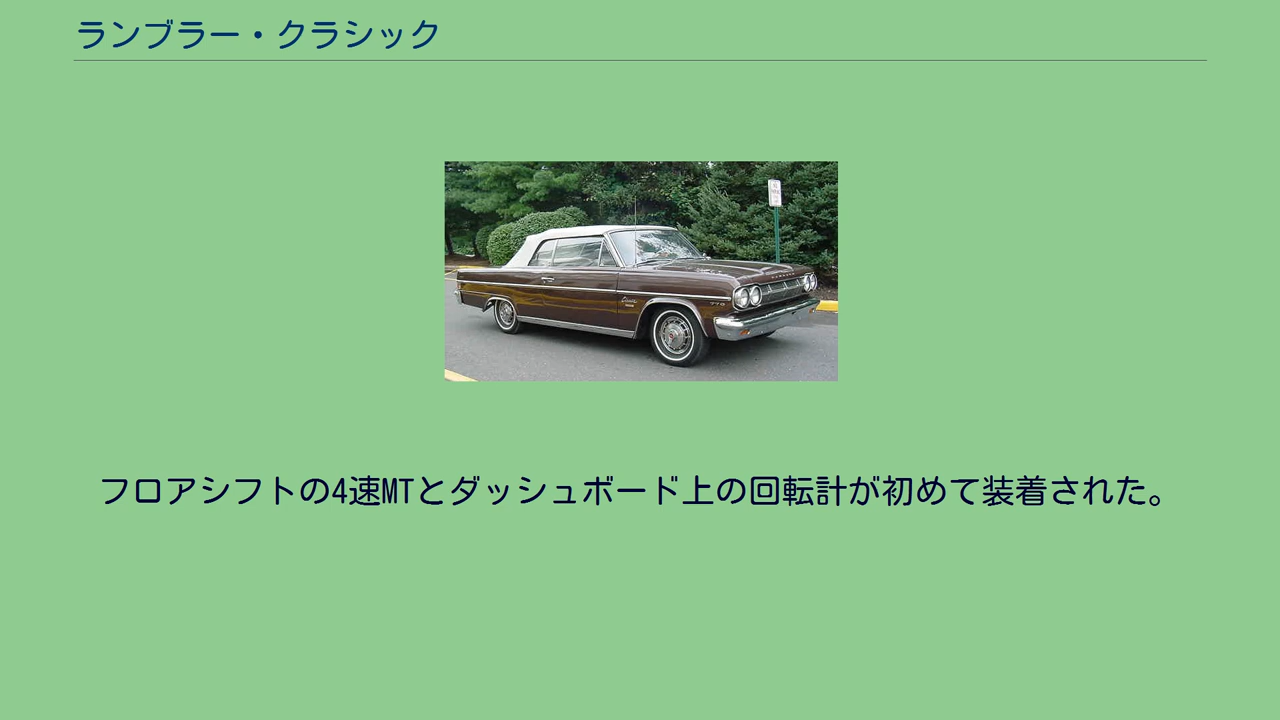 ランブラー・クラシック
フロアシフトの4速MTとダッシュボード上の回転計が初めて装着された。